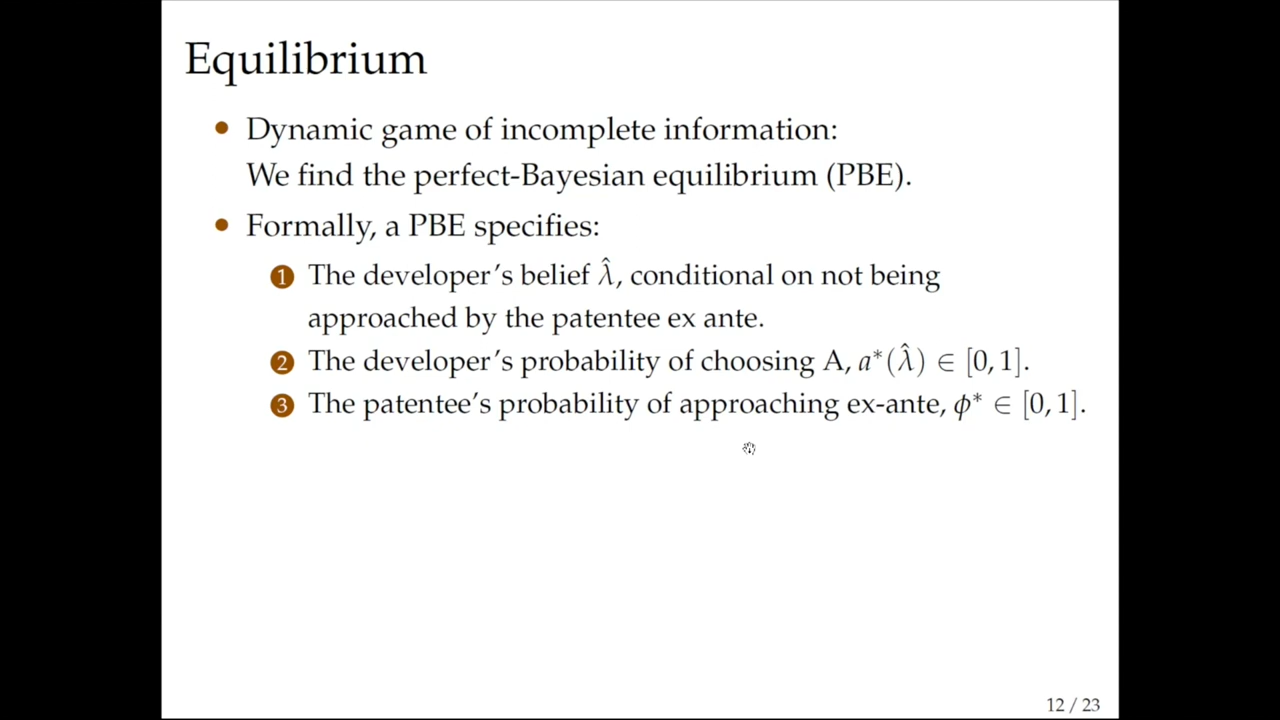 Equilibrium
• Dynamic game of incomplete information:
We find the perfect-Bayesian equilibrium (PBE).
• Formally, a PBE specifies:
1 The developer's belief λ̂, conditional on not being
approached by the patentee ex ante.
2 The developer's probability of choosing A, a*(λ̂) ∈ [0, 1].
3 The patentee's probability of approaching ex-ante, ϕ* ∈ [0, 1].
12 / 23